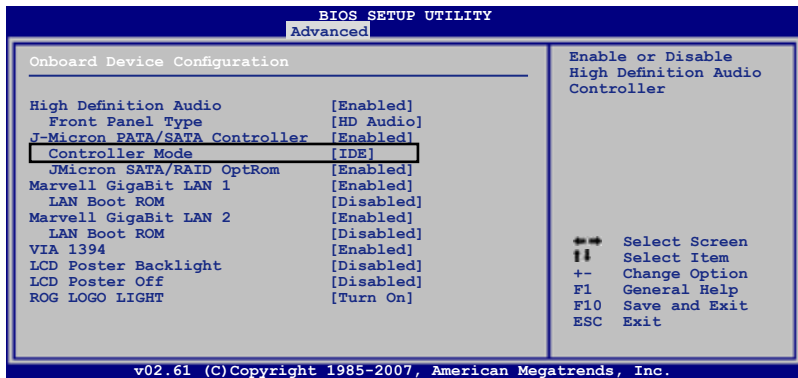 BIOS SETUP UTILITY
Advanced
Onboard Device Configuration
High Definition Audio [Enabled]
Front Panel Type [HD Audio]
J-Micron PATA/SATA Controller [Enabled]
Controller Mode [IDE]
JMicron SATA/RAID OptRom [Enabled]
Marvell GigaBit LAN 1 [Enabled]
LAN Boot ROM [Disabled]
Marvell GigaBit LAN 2 [Enabled]
LAN Boot ROM [Disabled]
VIA 1394 [Enabled]
LCD Poster Backlight [Disabled]
LCD Poster Off [Disabled]
ROG LOGO LIGHT [Turn On]
Enable or Disable
High Definition Audio
Controller
←→ Select Screen
↑↓ Select Item
+- Change Option
F1 General Help
F10 Save and Exit
ESC Exit
v02.61 (C)Copyright 1985-2007, American Megatrends, Inc.